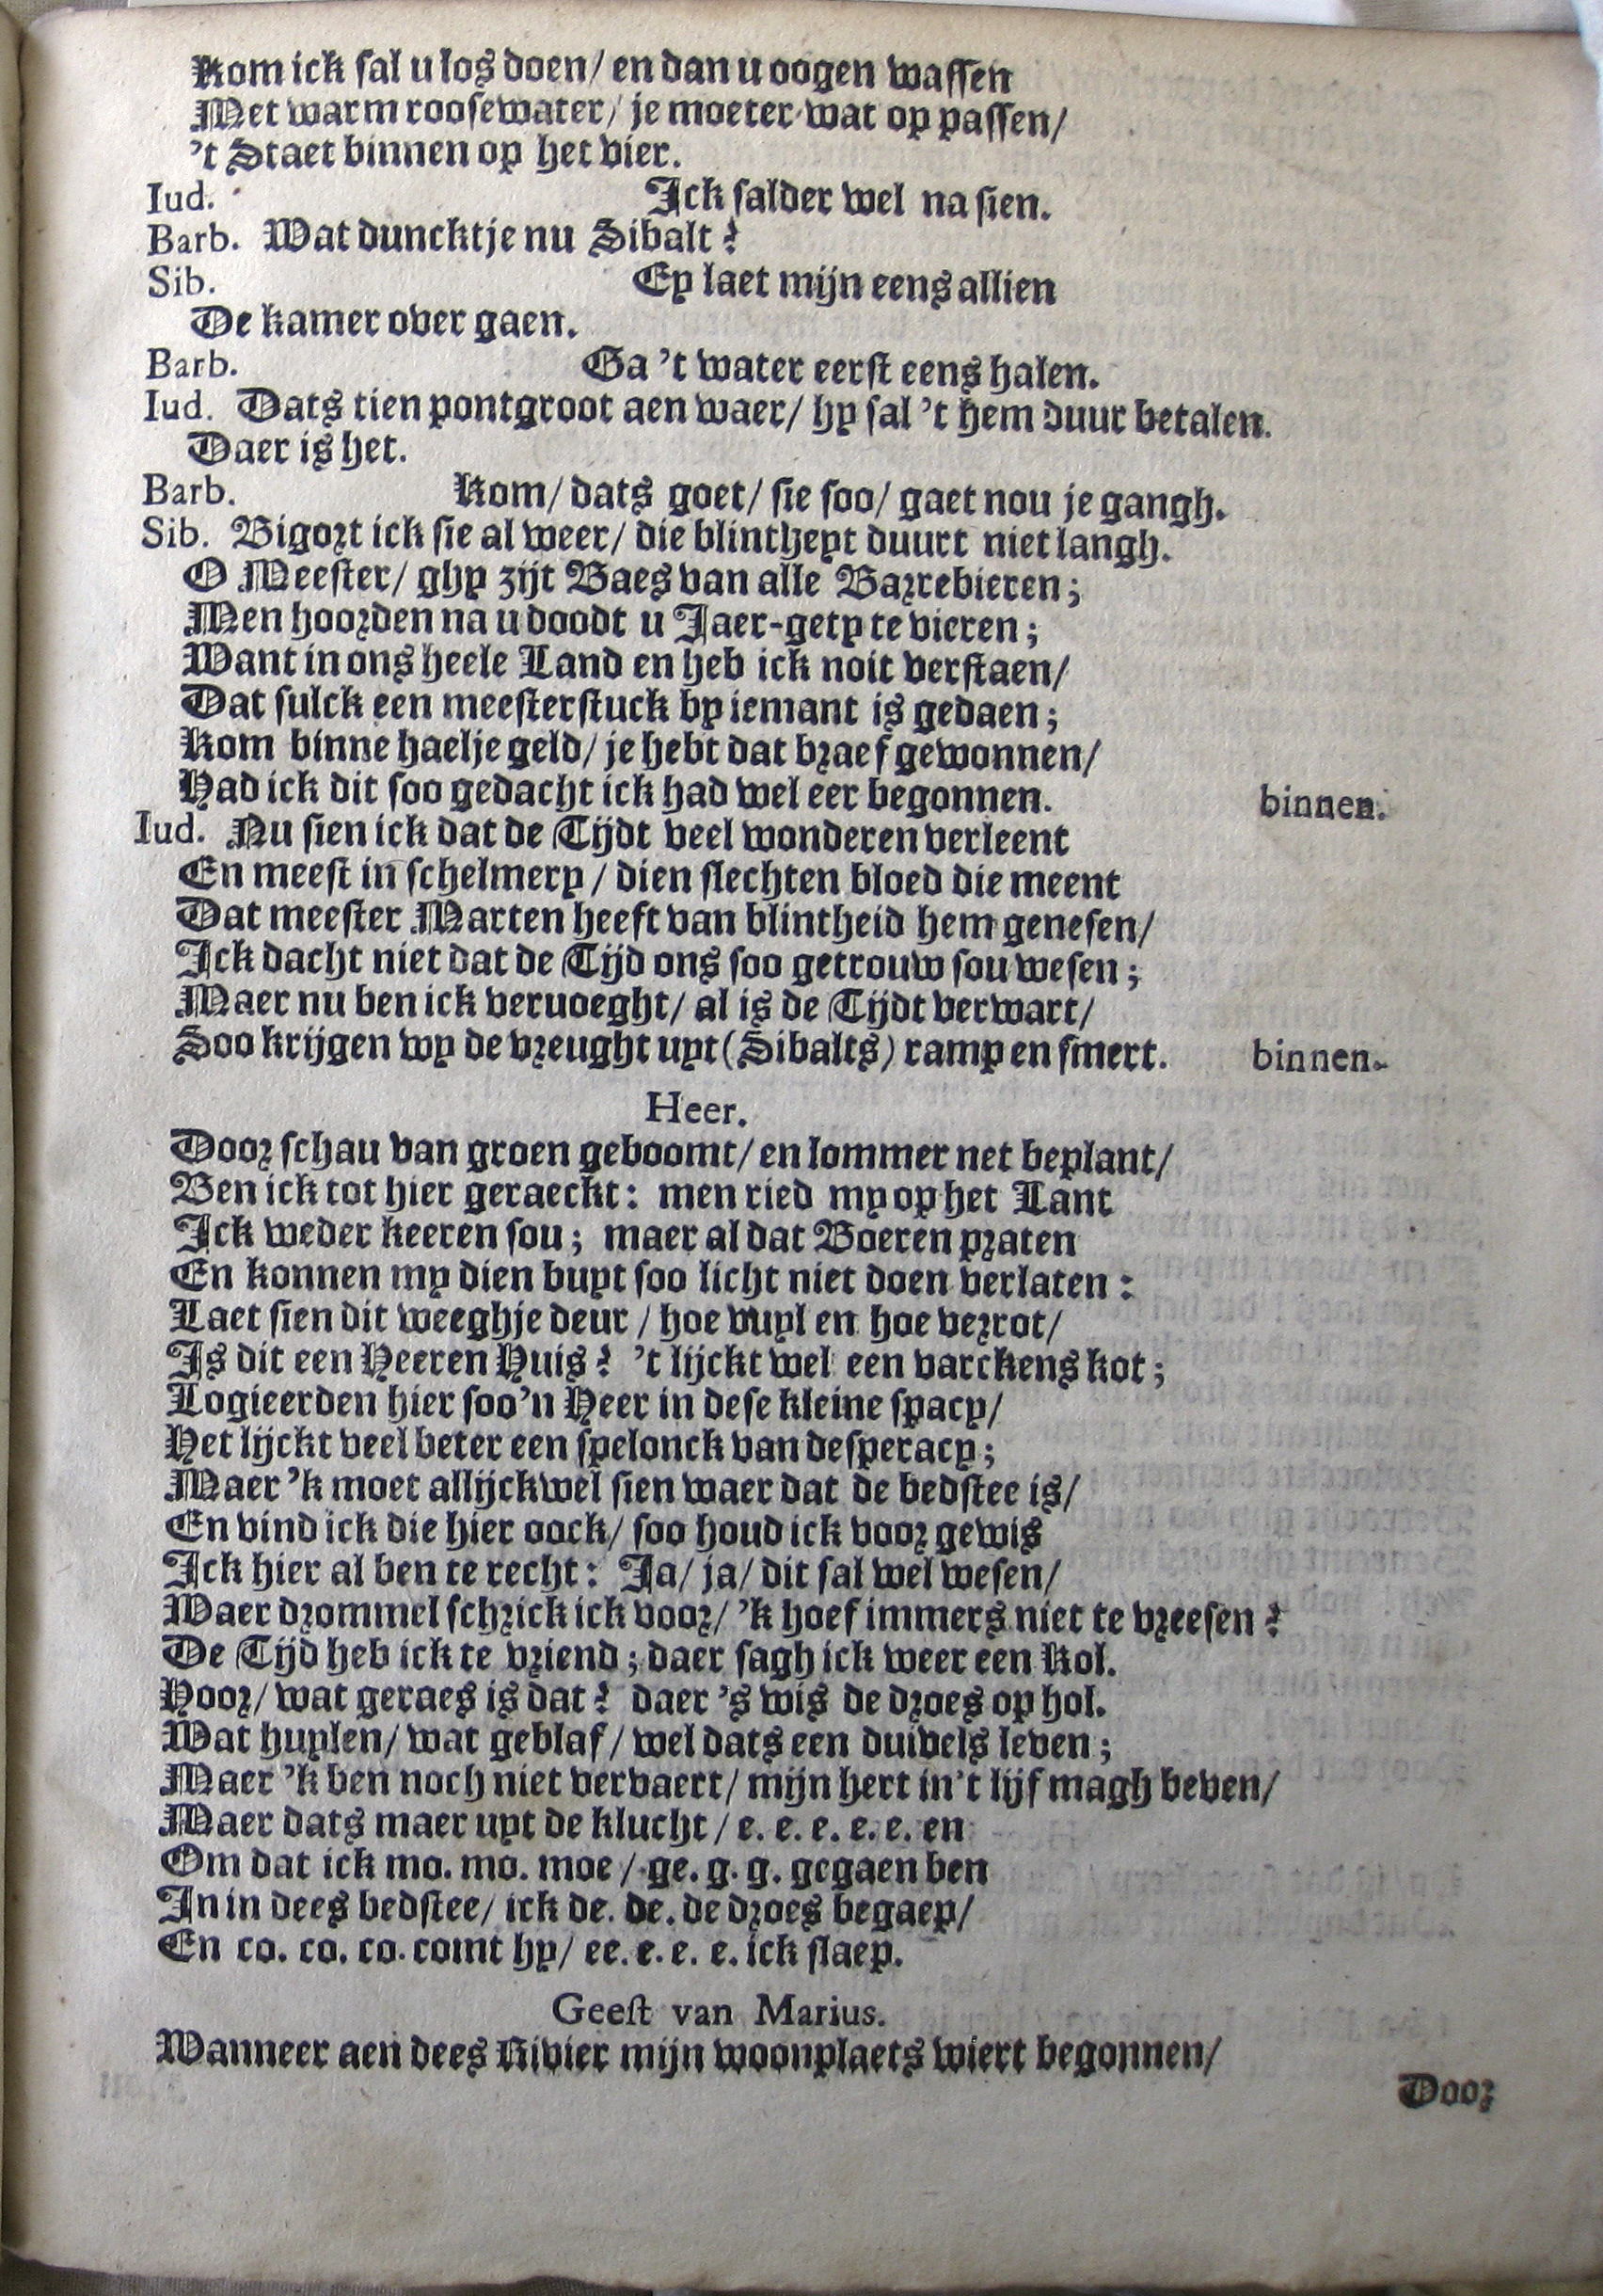 Kom ick sal u los doen/ en dan u oogen wassen
Met warm roosewater/ je moeter wat op passen/
't Staet binnen op het vier.
Iud. Ick salder wel na sien.
Barb. Wat duncktje nu Sibalt?
Sib. Ey laet mijn eens allien
De kamer over gaen.
Barb. Ga 't water eerst eens halen.
Iud. Dats tien pontgroot aen waer/ hy sal 't hem duur betalen.
Daer is het.
Barb. Kom/ dats goet/ sie soo/ gaet nou je gangh.
Sib. Bigort ick sie al weer/ die blintheyt duurt niet langh.
O Meester/ ghy zijt Baes van alle Barrebieren;
Men hoorden na u doodt u Jaer-gety te vieren;
Want in ons heele Land en heb ick noit verstaen/
Dat sulck een meesterstuck by iemant is gedaen;
Kom binne haelje geld/ je hebt dat braef gewonnen/
Had ick dit soo gedacht ick had wel eer begonnen. binnen.
Iud. Nu sien ick dat de Tijdt veel wonderen verleent
En meest in schelmery/ dien slechten bloed die meent
Dat meester Marten heeft van blintheid hem genesen/
Ick dacht niet dat de Tijd ons soo getrouw sou wesen;
Maer nu ben ick vernoeght/ al is de Tijdt verwart/
Soo krijgen wy de vreught uyt (Sibalts) ramp en smert. binnen.
Heer.
Door schau van groen geboomt/ en lommer net beplant/
Ben ick tot hier geraeckt: men ried my op het Lant
Ick weder keeren sou; maer al dat Boeren praten
En konnen my dien buyt soo licht niet doen verlaten:
Laet sien dit weeghje deur/ hoe vuyl en hoe verrot/
Is dit een Heeren Huis? 't lijckt wel een varckens kot;
Logieerden hier soo'n Heer in dese kleine spacy/
Het lijckt veel beter een spelonck van desperacy;
Maer 'k moet allijckwel sien waer dat de bedstee is/
En vind ick die hier oock/ soo houd ick voor gewis
Ick hier al ben te recht: Ja/ ja/ dit sal wel wesen/
Waer drommel schrick ick voor/ 'k hoef immers niet te vreesen?
De Tijd heb ick te vriend; daer sagh ick weer een Kol.
Hoor/ wat geraes is dat? daer 's wis de droes op hol.
Wat huylen/ wat geblaf/ wel dats een duivels leven;
Maer 'k ben noch niet vervaert/ mijn hert in't lijf magh beven/
Maer dats maer uyt de klucht/ e. e. e. e. e. en
Om dat ick mo. mo. moe/ ge. g. g. gegaen ben
In in dees bedstee/ ick de. de. de droes begaep/
En co. co. co. comt hy/ ee. e. e. e. ick slaep.
Geest van Marius.
Wanneer aen dees Rivier mijn woonplaets wiert begonnen/
Door